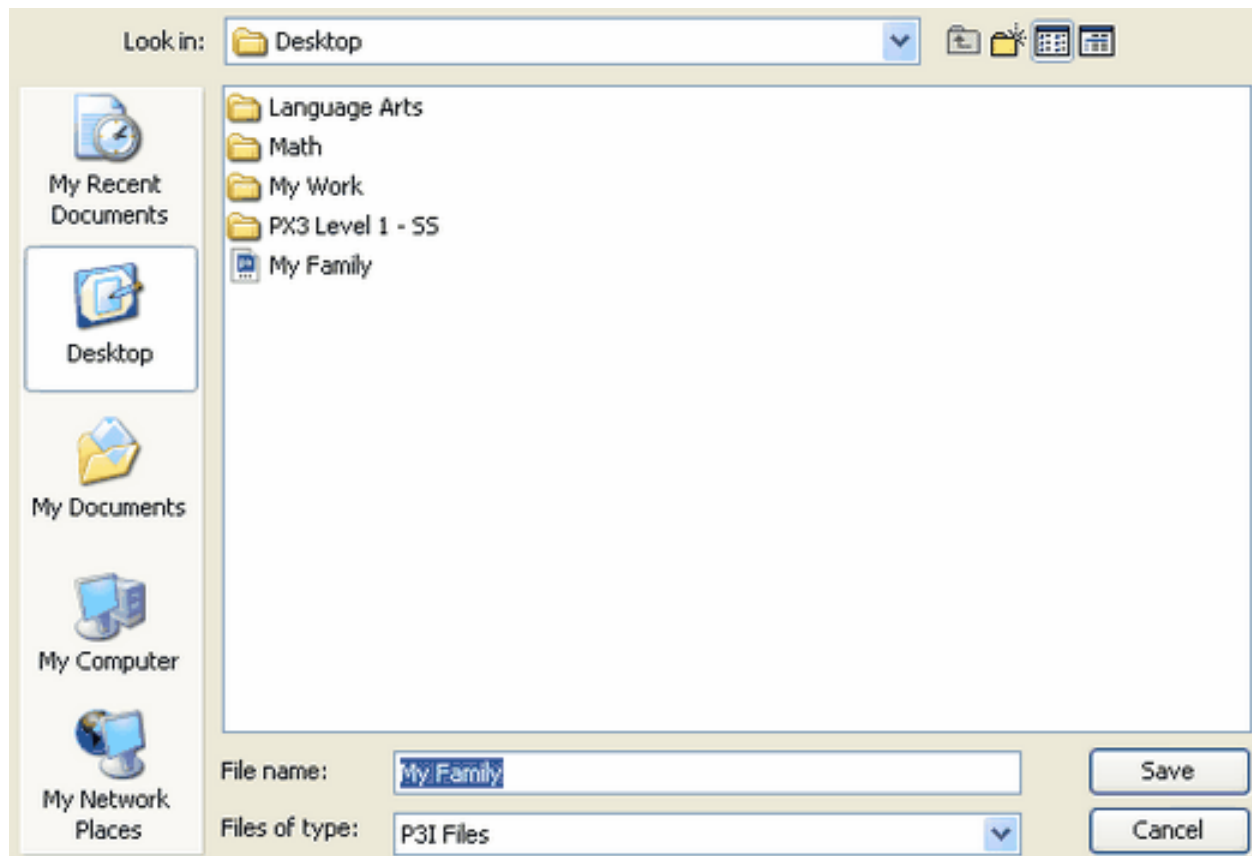 Look in: Desktop
Language Arts
Math
My Work
PX3 Level 1 - SS
My Family
My Recent
Documents
Desktop
My Documents
My Computer
My Network
Places
File name: My Family Save
Files of type: P3I Files Cancel